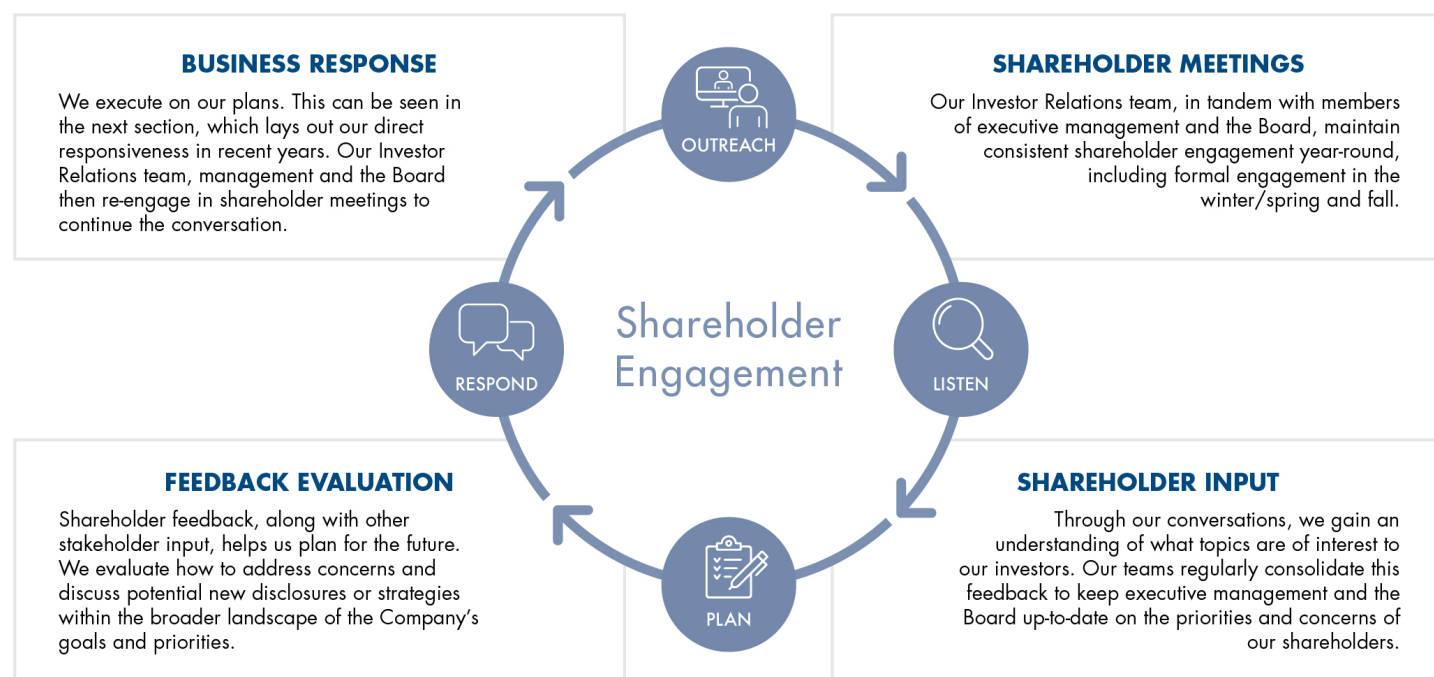 BUSINESS RESPONSE
We execute on our plans. This can be seen in
the next section, which lays out our direct
responsiveness in recent years. Our Investor
Relations team, management and the Board
then re-engage in shareholder meetings to
continue the conversation.
OUTREACH
SHAREHOLDER MEETINGS
Our Investor Relations team, in tandem with members
of executive management and the Board, maintain
consistent shareholder engagement year-round,
including formal engagement in the
winter/spring and fall.
RESPOND
Shareholder
Engagement
LISTEN
FEEDBACK EVALUATION
Shareholder feedback, along with other
stakeholder input, helps us plan for the future.
We evaluate how to address concerns and
discuss potential new disclosures or strategies
within the broader landscape of the Company's
goals and priorities.
PLAN
SHAREHOLDER INPUT
Through our conversations, we gain an
understanding of what topics are of interest to
our investors. Our teams regularly consolidate this
feedback to keep executive management and the
Board up-to-date on the priorities and concerns of
our shareholders.